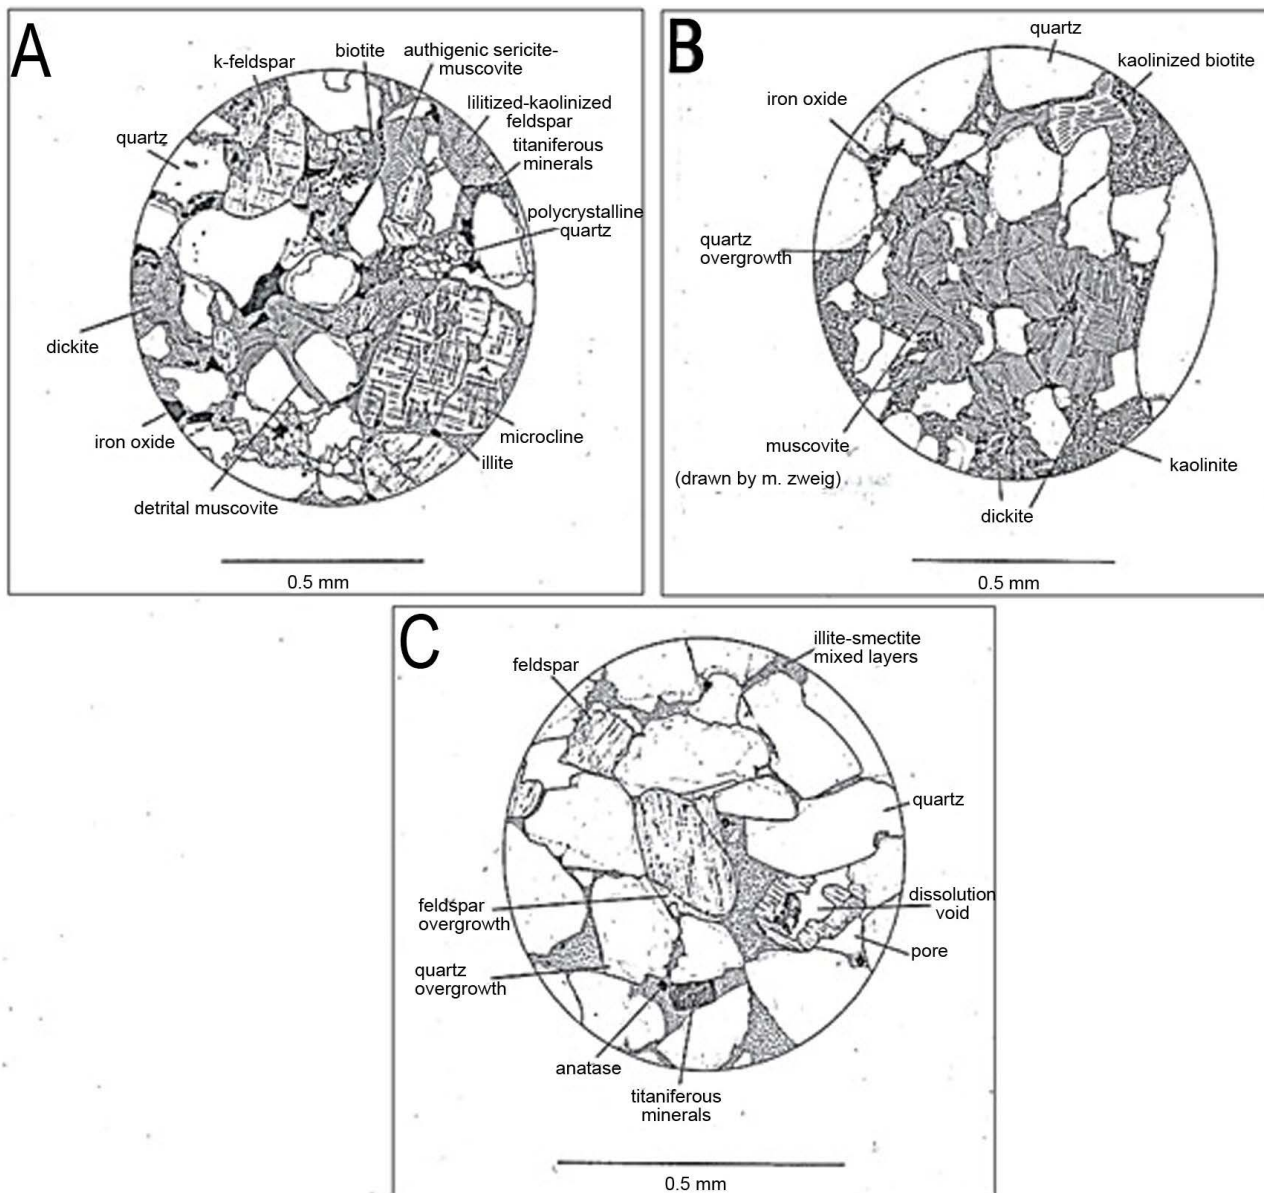 A
k-feldspar
biotite
authigenic sericite-
muscovite
lilitized-kaolinized
feldspar
titaniferous
minerals
quartz
polycrystalline
quartz
dickite
iron oxide
microcline
illite
detrital muscovite
0.5 mm
B
quartz
kaolinized biotite
iron oxide
quartz
overgrowth
muscovite
(drawn by m. zweig)
kaolinite
dickite
0.5 mm
C
illite-smectite
mixed layers
feldspar
quartz
feldspar
overgrowth
dissolution
void
pore
quartz
overgrowth
anatase
titaniferous
minerals
0.5 mm